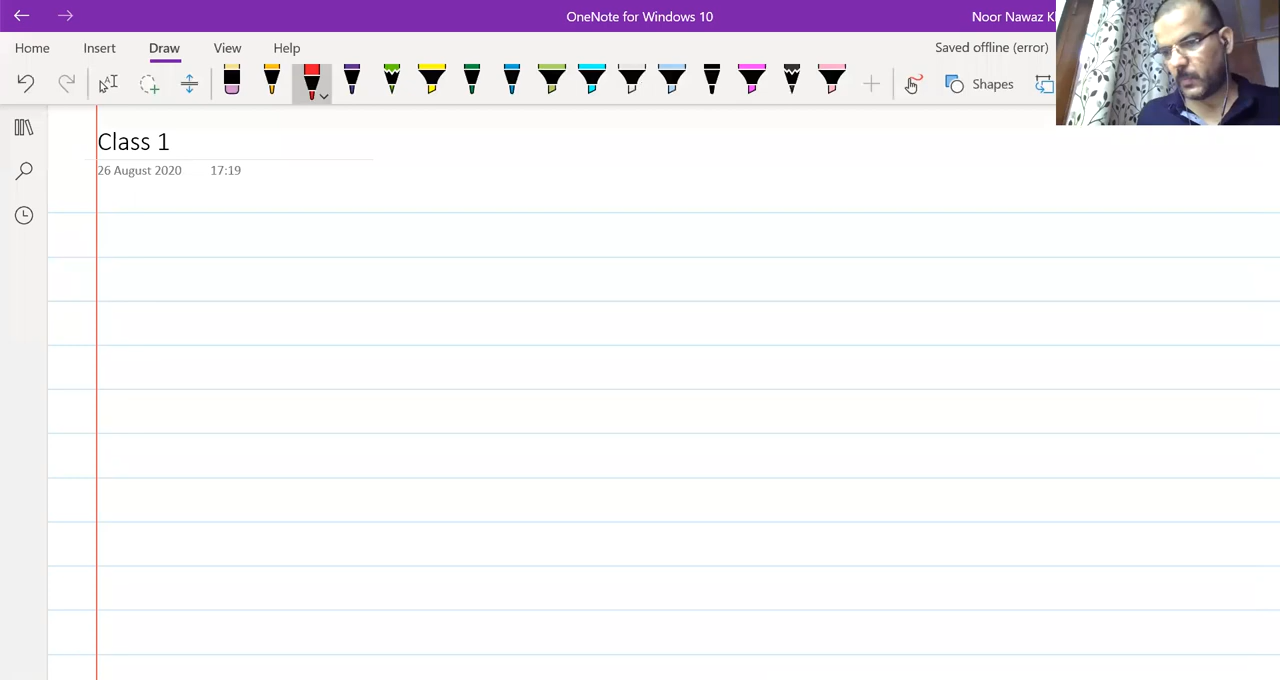 OneNote for Windows 10
Noor Nawaz
Home Insert Draw View Help
Saved offline (error)
Shapes
Class 1
26 August 2020 17:19